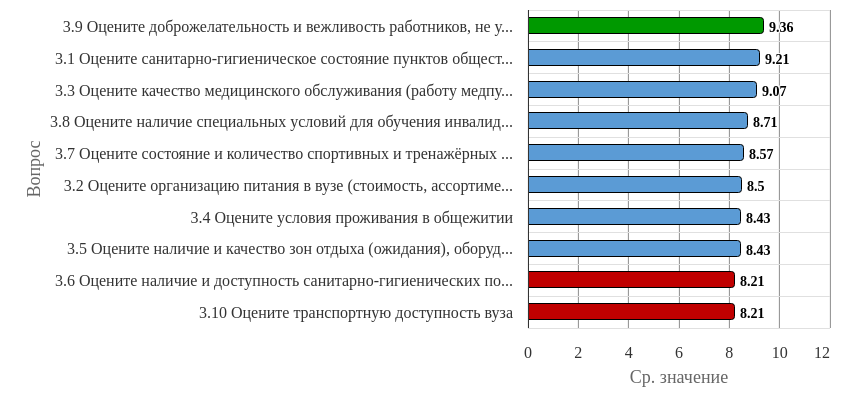 3.9 Оцените доброжелательность и вежливость работников, не у...
9.36
3.1 Оцените санитарно-гигиеническое состояние пунктов общест...
9.21
3.3 Оцените качество медицинского обслуживания (работу медпу...
9.07
3.8 Оцените наличие специальных условий для обучения инвалид...
8.71
3.7 Оцените состояние и количество спортивных и тренажёрных ...
8.57
3.2 Оцените организацию питания в вузе (стоимость, ассортиме...
8.5
3.4 Оцените условия проживания в общежитии
8.43
3.5 Оцените наличие и качество зон отдыха (ожидания), оборуд...
8.43
3.6 Оцените наличие и доступность санитарно-гигиенических по...
8.21
3.10 Оцените транспортную доступность вуза
8.21
Вопрос
0 2 4 6 8 10 12
Ср. значение